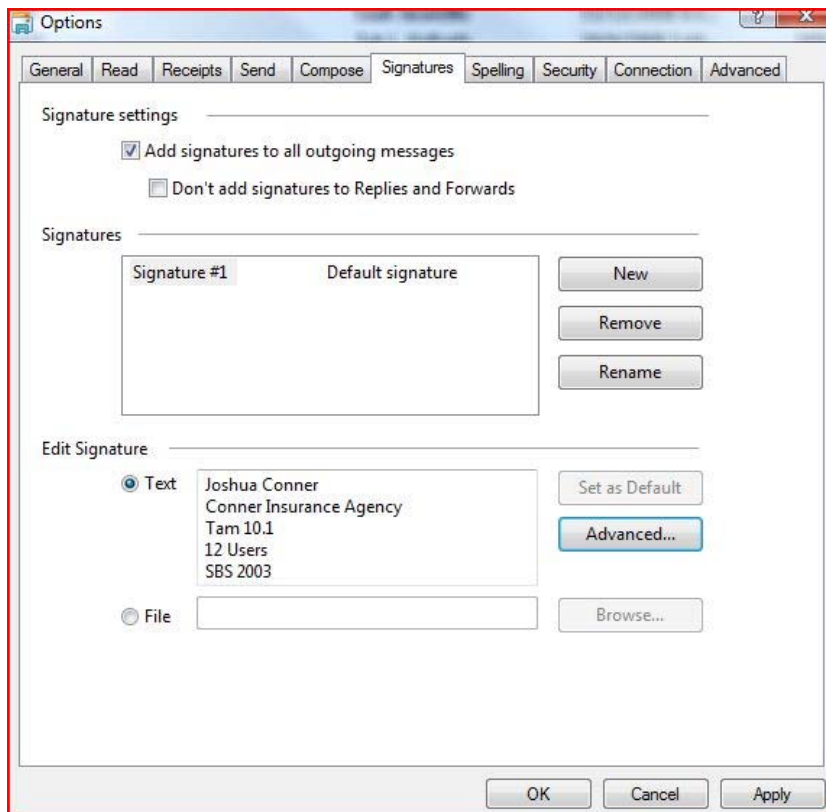 Options
General Read Receipts Send Compose Signatures Spelling Security Connection Advanced
Signature settings
Add signatures to all outgoing messages
Don't add signatures to Replies and Forwards
Signatures
Signature #1 Default signature
New
Remove
Rename
Edit Signature
Text
Joshua Conner
Conner Insurance Agency
Tam 10.1
12 Users
SBS 2003
Set as Default
Advanced...
File
Browse...
OK Cancel Apply